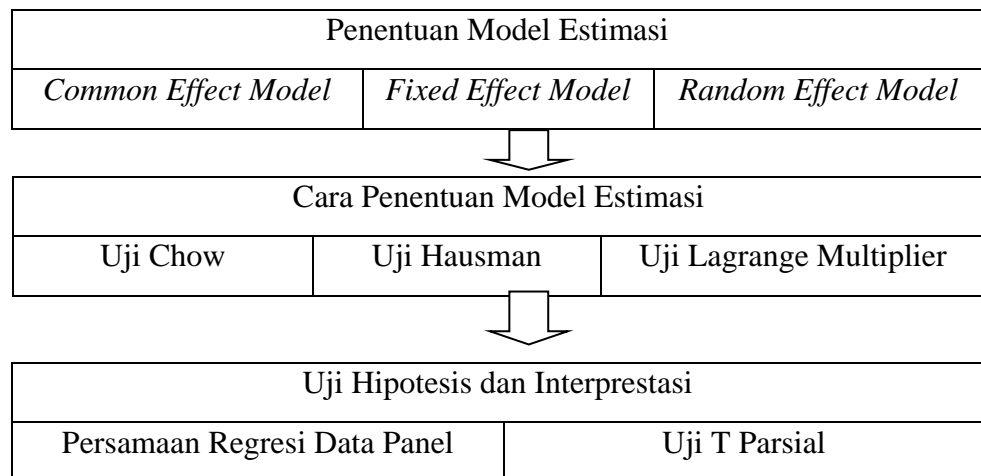 Penentuan Model Estimasi
Common Effect Model Fixed Effect Model Random Effect Model
Cara Penentuan Model Estimasi
Uji Chow Uji Hausman Uji Lagrange Multiplier
Uji Hipotesis dan Interprestasi
Persamaan Regresi Data Panel Uji T Parsial